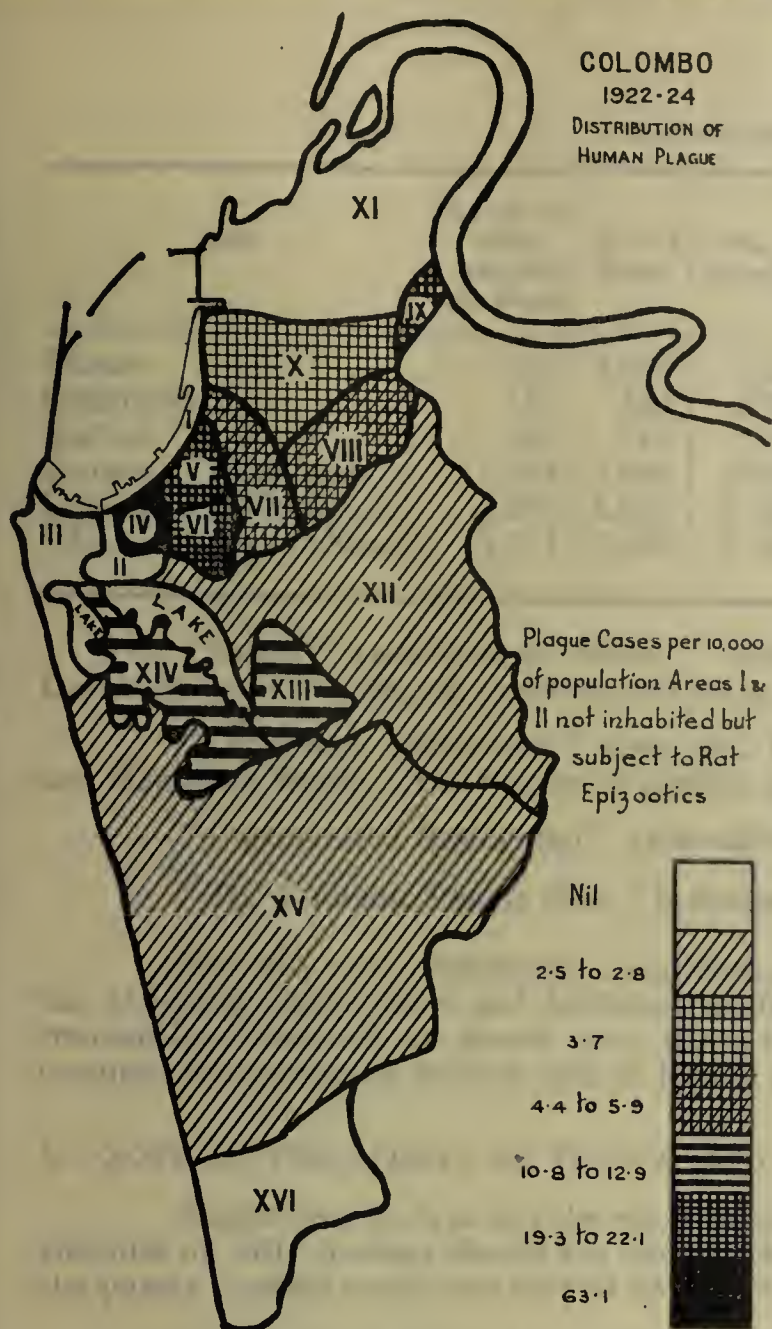 COLOMBO
1922-24
DISTRIBUTION OF
HUMAN PLAGUE
XI
IX
X
I
VIII
V
VII
IV
VI
III
II
XII
LAKE
LAKE
XIV
XIII
Plague Cases per 10,000
of population Areas I &
II not inhabited but
subject to Rat
Epizootics
XV
Nil
2·5 to 2·8
3·7
4·4 to 5·9
10·8 to 12·9
19·3 to 22·1
63·1
XVI